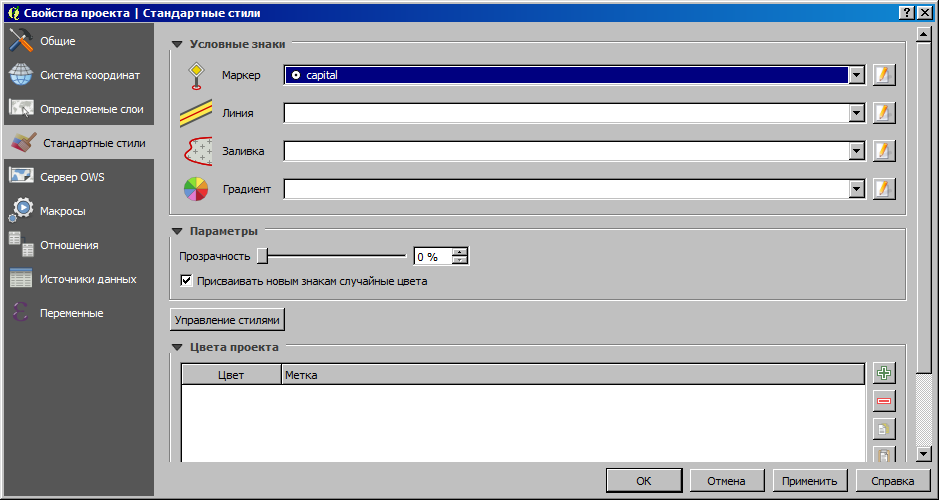 Свойства проекта | Стандартные стили
Общие
Система координат
Определяемые слои
Стандартные стили
Сервер OWS
Макросы
Отношения
Источники данных
Переменные
Условные знаки
Маркер
capital
Линия
Заливка
Градиент
Параметры
Прозрачность
0 %
Присваивать новым знакам случайные цвета
Управление стилями
Цвета проекта
Цвет
Метка
OK
Отмена
Применить
Справка